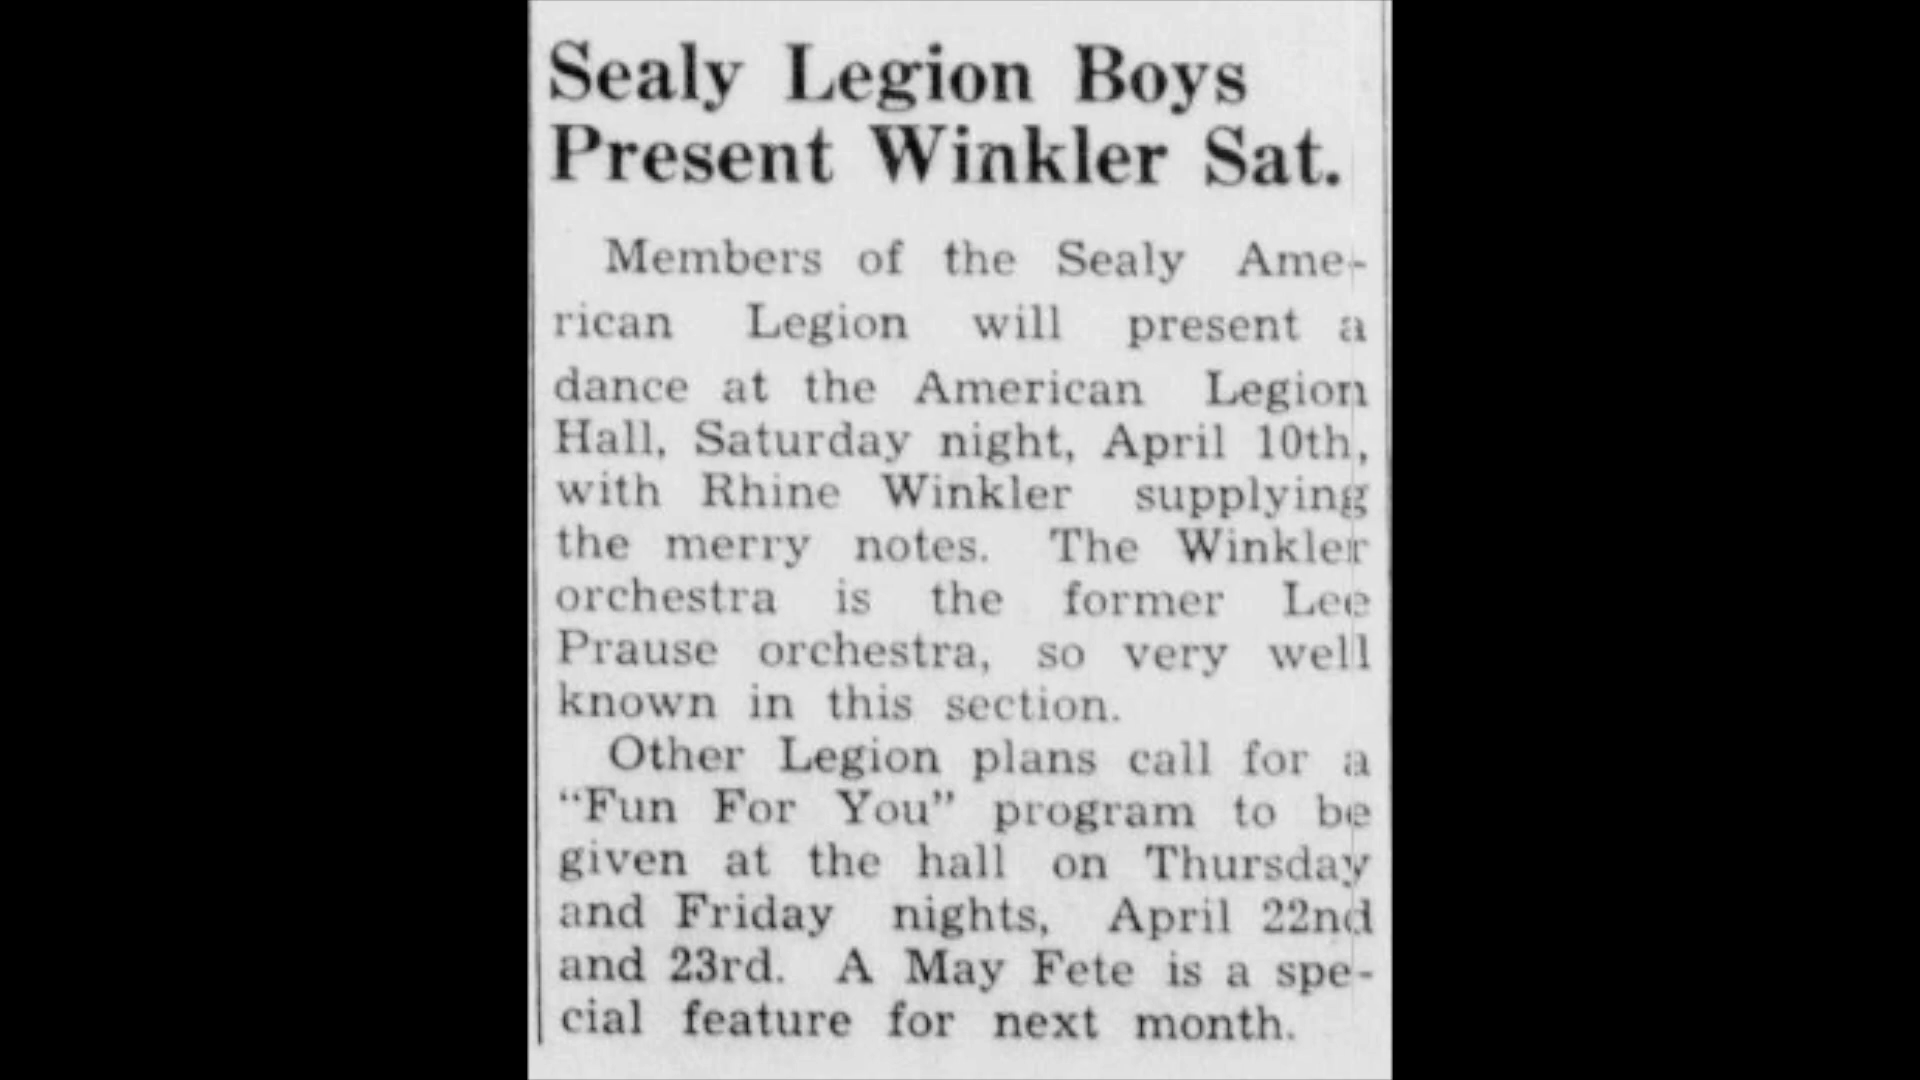 Sealy Legion Boys
Present Winkler Sat.
Members of the Sealy Ame-
rican Legion will present a
dance at the American Legion
Hall, Saturday night, April 10th,
with Rhine Winkler supplying
the merry notes. The Winkler
orchestra is the former Lee
Prause orchestra, so very well
known in this section.
Other Legion plans call for a
“Fun For You” program to be
given at the hall on Thursday
and Friday nights, April 22nd
and 23rd. A May Fete is a spe-
cial feature for next month.